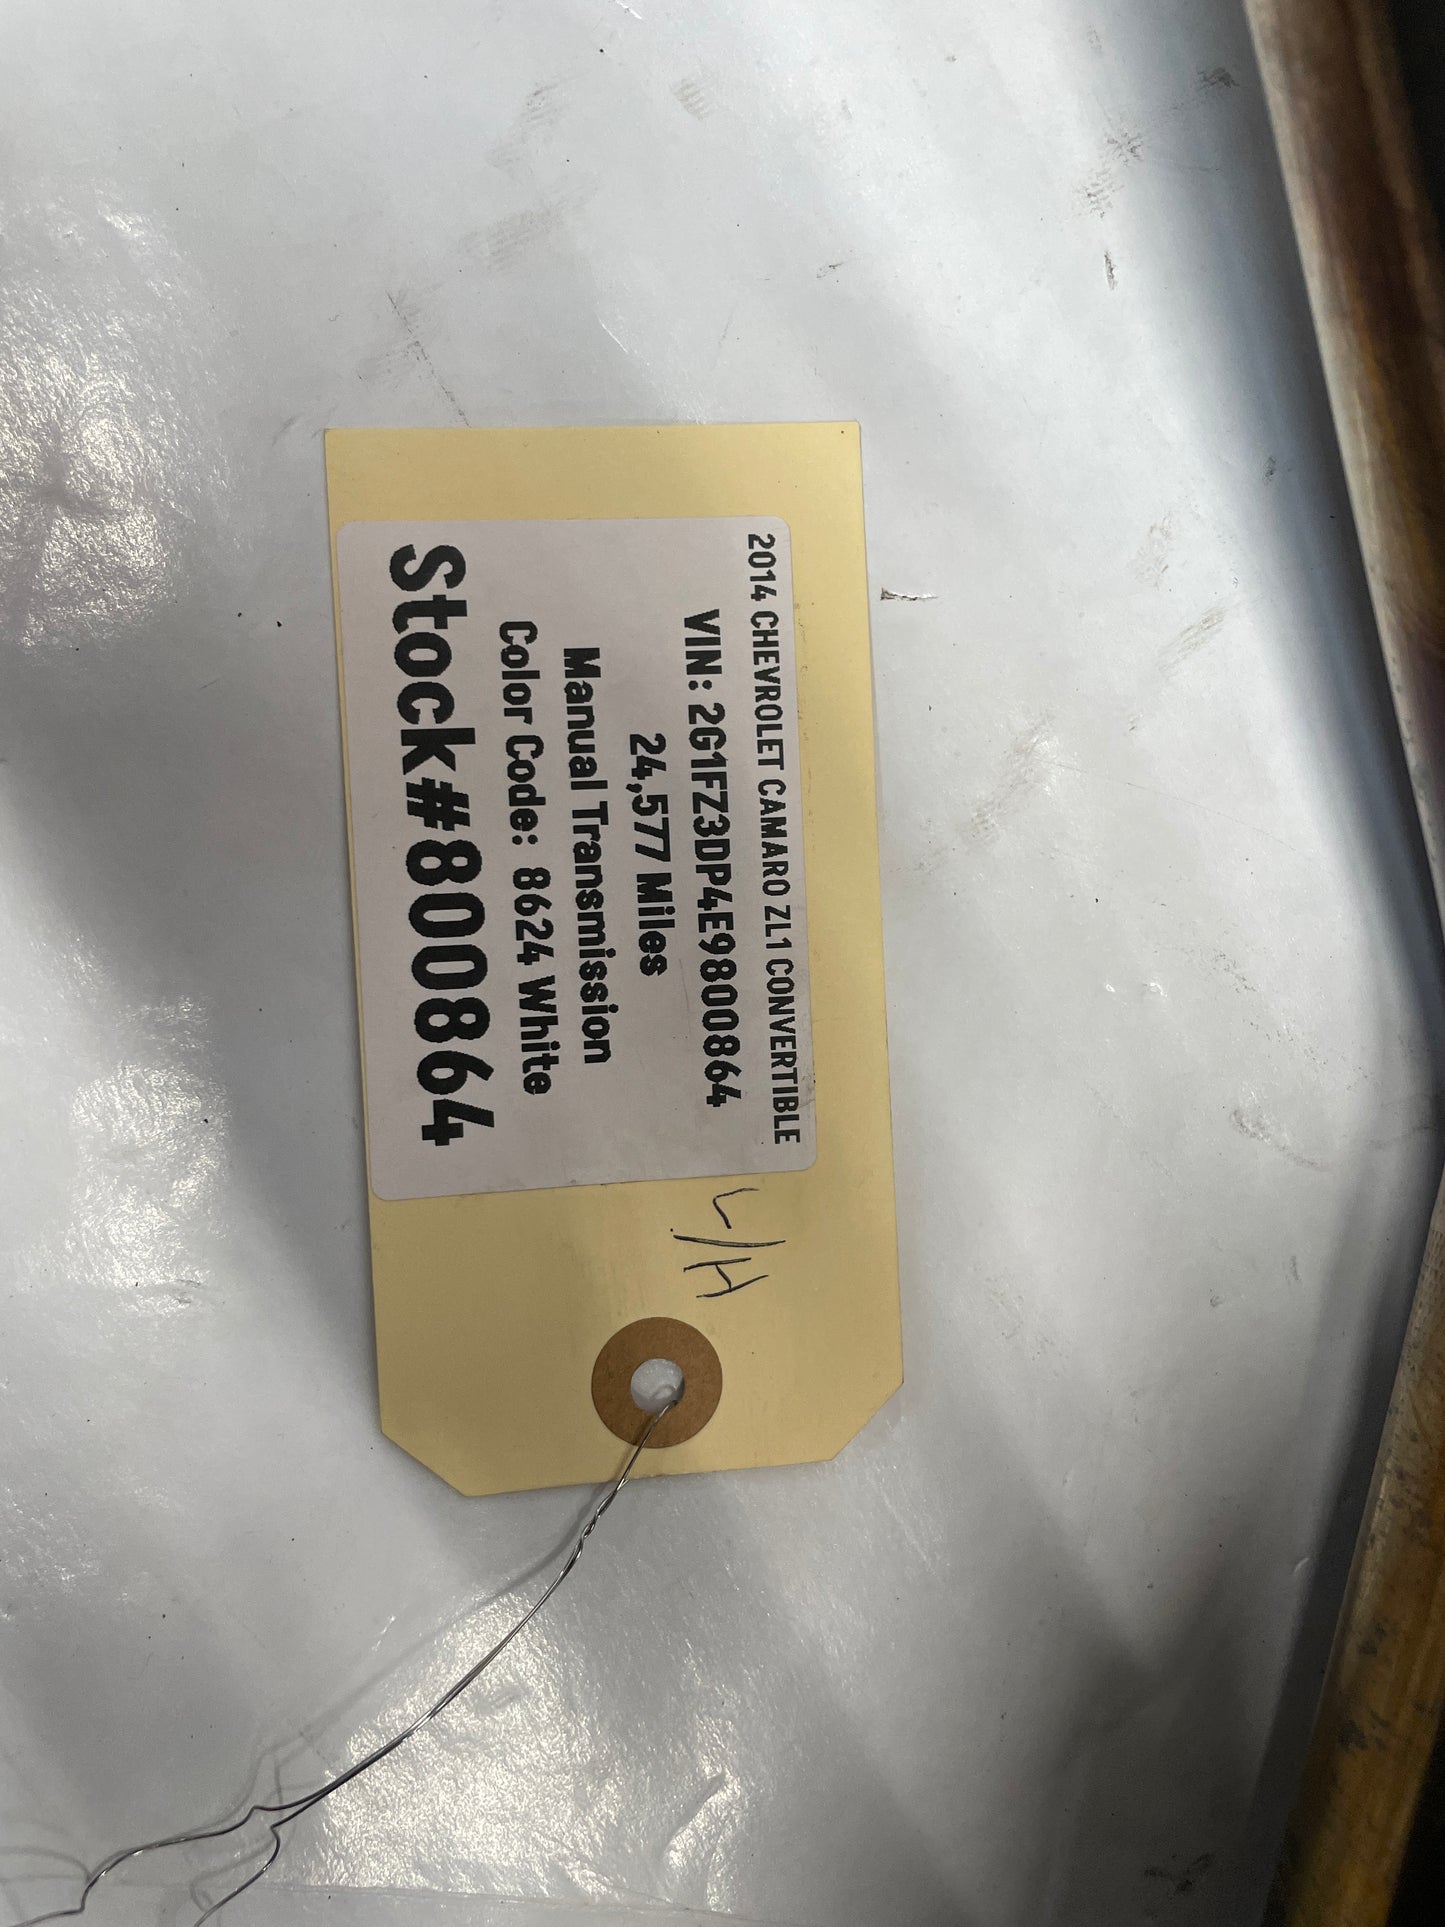 2014 CHEVROLET CAMARO ZL1 CONVERTIBLE
VIN: 2G1FZ3DP4E9800864
24,577 Miles
Manual Transmission
Color Code: 8624 White
Stock#800864
L/H